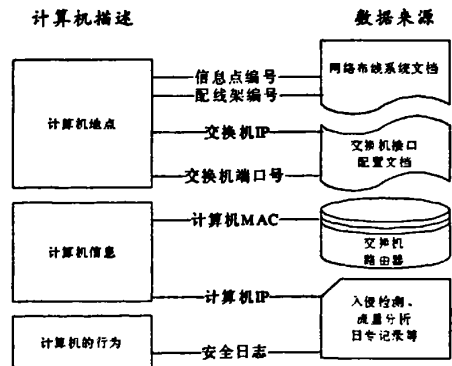 计算机描述
数据来源
计算机地点
信息点编号
配线架编号
网络布线系统文档
交换机IP
交换机端口号
交换机接口
配置文档
计算机信息
计算机MAC
交换机
路由器
计算机IP
入侵检测、
流量分析
日专记录等
计算机的行为
安全日志